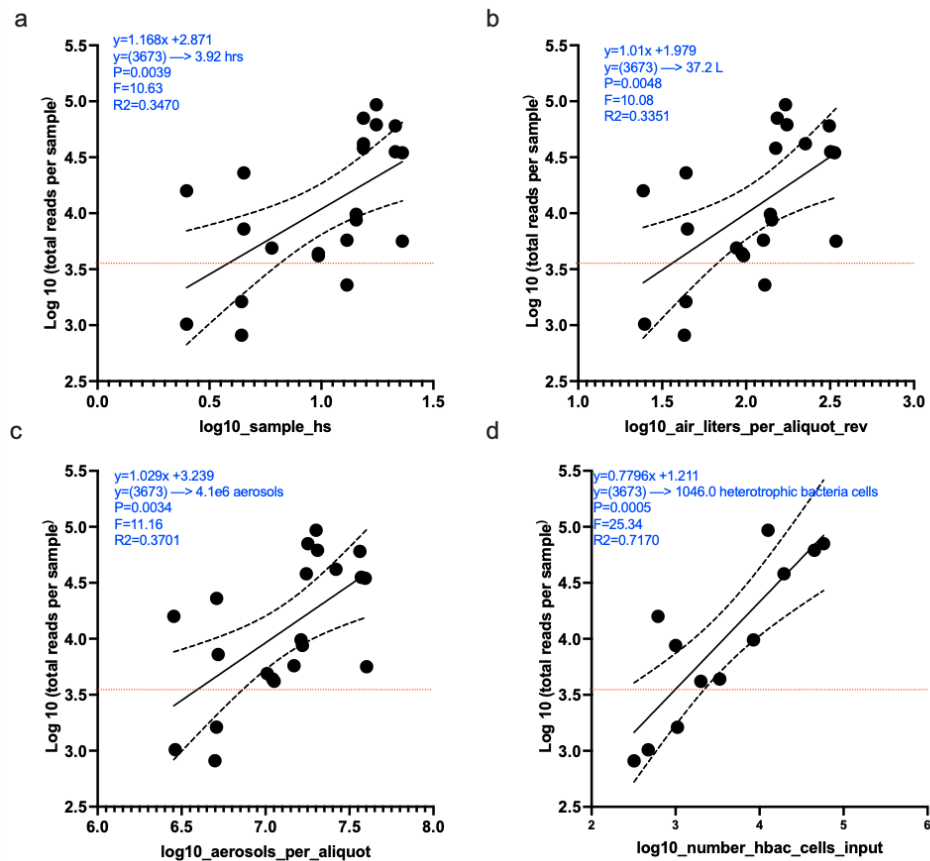 a
y=1.168x +2.871
y=(3673) —> 3.92 hrs
P=0.0039
F=10.63
R2=0.3470
Log 10 (total reads per sample)
5.5
5.0
4.5
4.0
3.5
3.0
2.5
0.0 0.5 1.0 1.5
log10_sample_hs
b
y=1.01x +1.979
y=(3673) —> 37.2 L
P=0.0048
F=10.08
R2=0.3351
Log 10 (total reads per sample)
5.5
5.0
4.5
4.0
3.5
3.0
2.5
1.0 1.5 2.0 2.5 3.0
log10_air_liters_per_aliquot_rev
c
y=1.029x +3.239
y=(3673) —> 4.1e6 aerosols
P=0.0034
F=11.16
R2=0.3701
Log 10 (total reads per sample)
5.5
5.0
4.5
4.0
3.5
3.0
2.5
6.0 6.5 7.0 7.5 8.0
log10_aerosols_per_aliquot
d
y=0.7796x +1.211
y=(3673) —> 1046.0 heterotrophic bacteria cells
P=0.0005
F=25.34
R2=0.7170
Log 10 (total reads per sample)
5.5
5.0
4.5
4.0
3.5
3.0
2.5
2 3 4 5 6
log10_number_hbac_cells_input